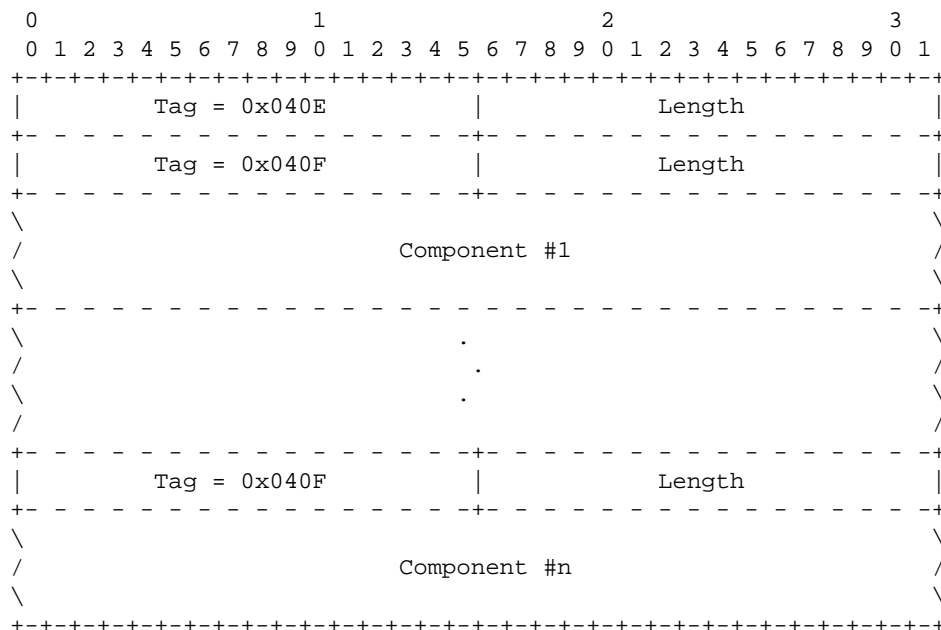 0                   1                   2                   3
 0 1 2 3 4 5 6 7 8 9 0 1 2 3 4 5 6 7 8 9 0 1 2 3 4 5 6 7 8 9 0 1
+-+-+-+-+-+-+-+-+-+-+-+-+-+-+-+-+-+-+-+-+-+-+-+-+-+-+-+-+-+-+-+-+
|         Tag = 0x040E          |            Length             |
+- - - - - - - - - - - - - - - -+- - - - - - - - - - - - - - - -+
|         Tag = 0x040F          |            Length             |
+- - - - - - - - - - - - - - - -+- - - - - - - - - - - - - - - -+
\                                                               \
/                          Component #1                         /
\                                                               \
+- - - - - - - - - - - - - - - - - - - - - - - - - - - - - - - -+
\                              .                                \
/                               .                               /
\                              .                                \
/                                                               /
+- - - - - - - - - - - - - - - -+- - - - - - - - - - - - - - - -+
|         Tag = 0x040F          |            Length             |
+- - - - - - - - - - - - - - - -+- - - - - - - - - - - - - - - -+
\                                                               \
/                          Component #n                         /
\                                                               \
+-+-+-+-+-+-+-+-+-+-+-+-+-+-+-+-+-+-+-+-+-+-+-+-+-+-+-+-+-+-+-+-+